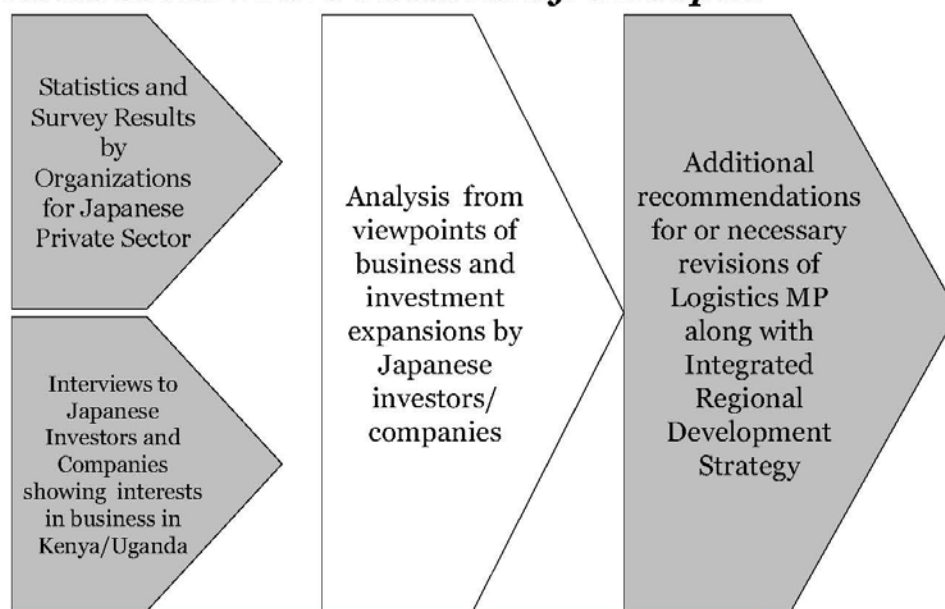 Statistics and
Survey Results
by
Organizations
for Japanese
Private Sector
Interviews to
Japanese
Investors and
Companies
showing interests
in business in
Kenya/Uganda
Analysis from
viewpoints of
business and
investment
expansions by
Japanese
investors/
companies
Additional
recommendations
for or necessary
revisions of
Logistics MP
along with
Integrated
Regional
Development
Strategy